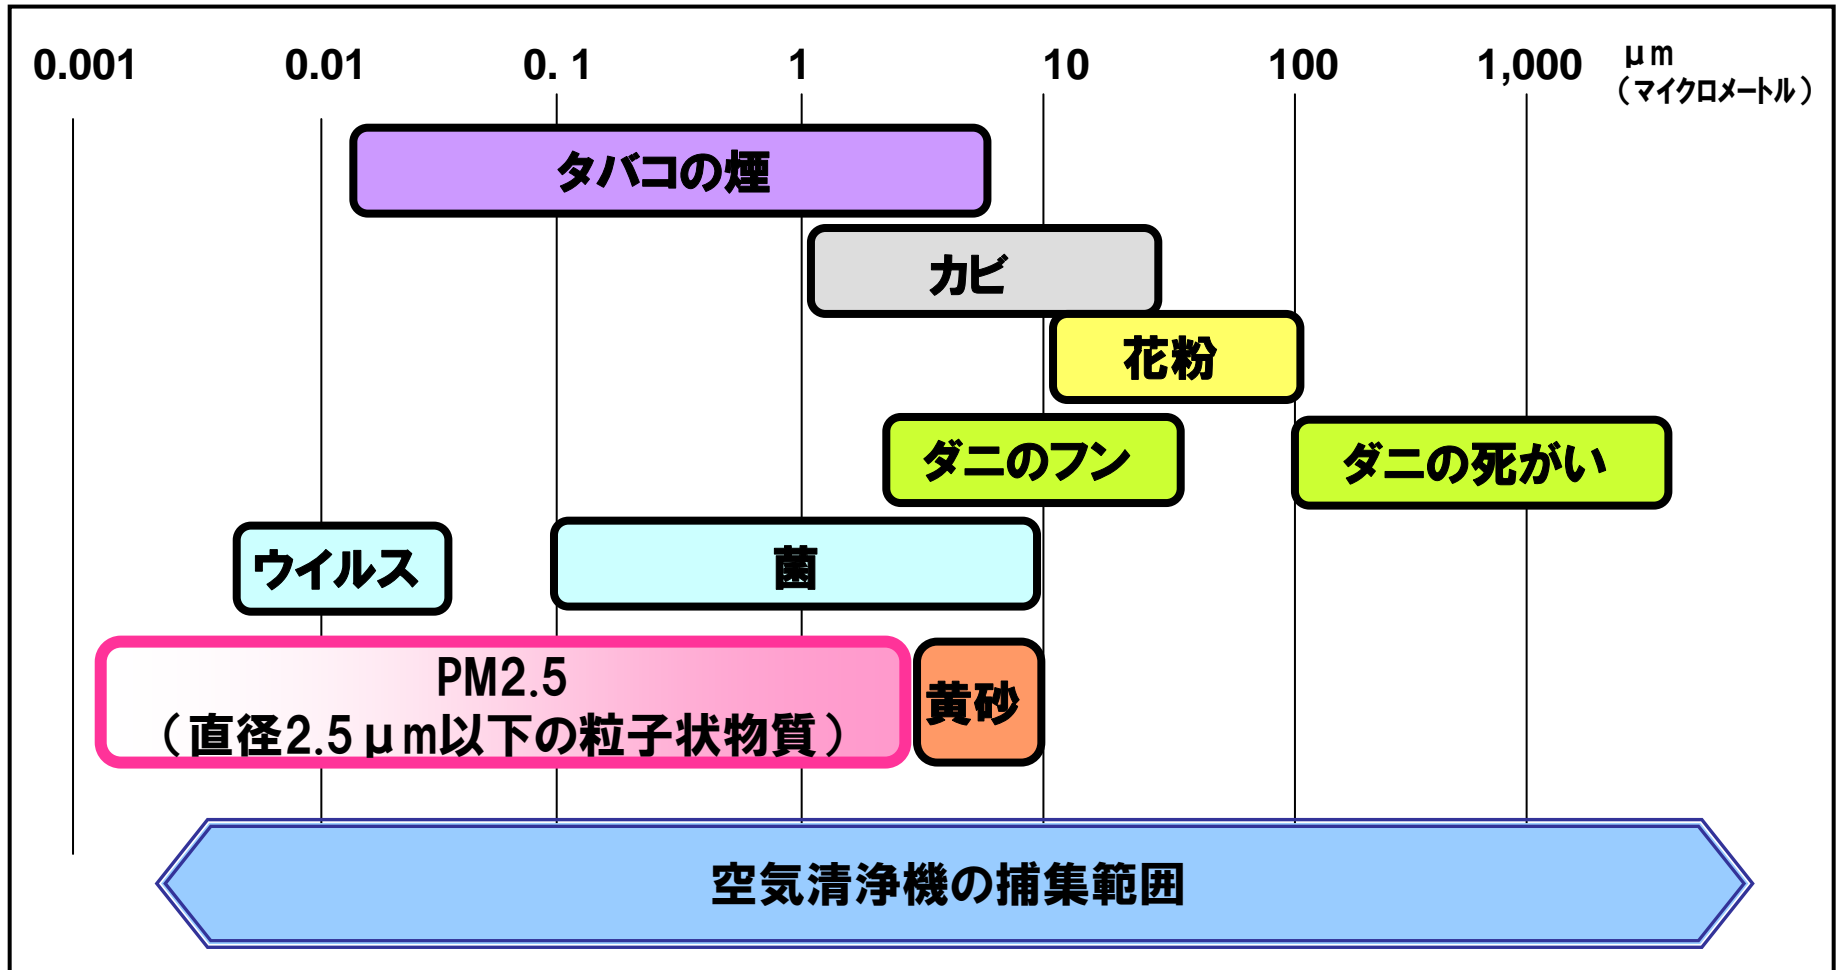 0.001 0.01 0.1 1 10 100 1,000 μm
（マイクロメートル）
タバコの煙
カビ
花粉
ダニのフン ダニの死がい
ウイルス 菌
PM2.5
（直径2.5μm以下の粒子状物質）
黄砂
空気清浄機の捕集範囲